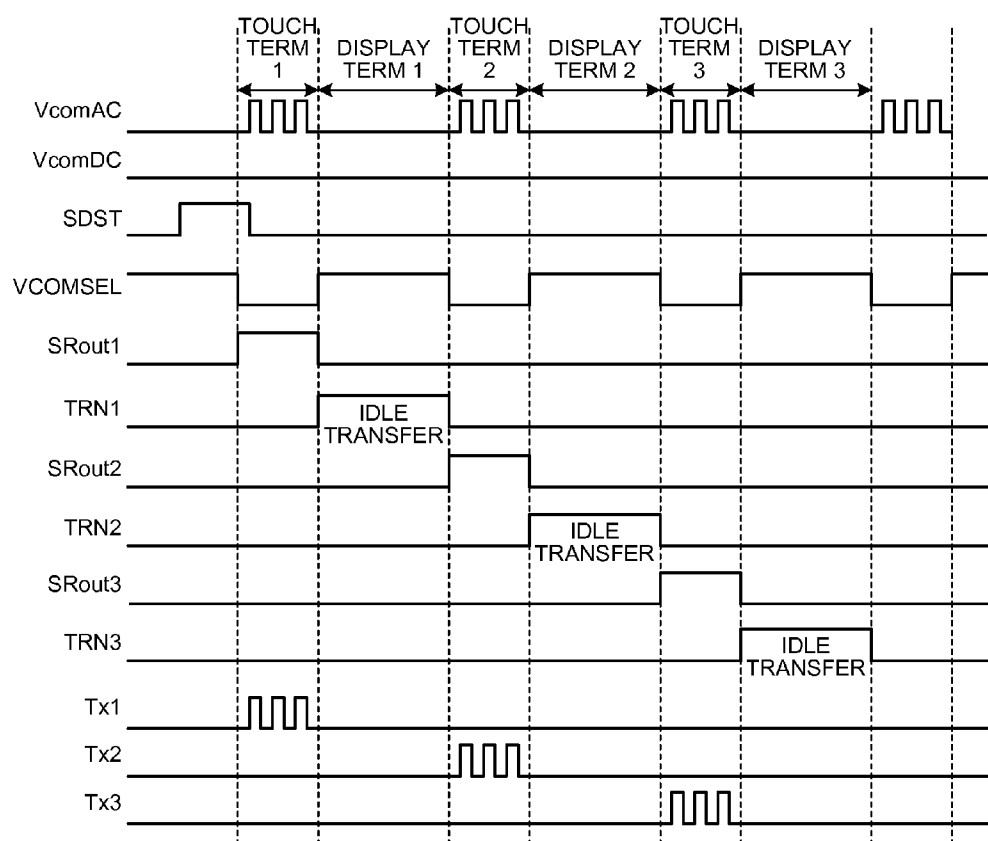 TOUCH
TERM
1
DISPLAY
TERM 1
TOUCH
TERM
2
DISPLAY
TERM 2
TOUCH
TERM
3
DISPLAY
TERM 3
VcomAC
VcomDC
SDST
VCOMSEL
SRout1
TRN1
IDLE
TRANSFER
SRout2
TRN2
IDLE
TRANSFER
SRout3
TRN3
IDLE
TRANSFER
Tx1
Tx2
Tx3